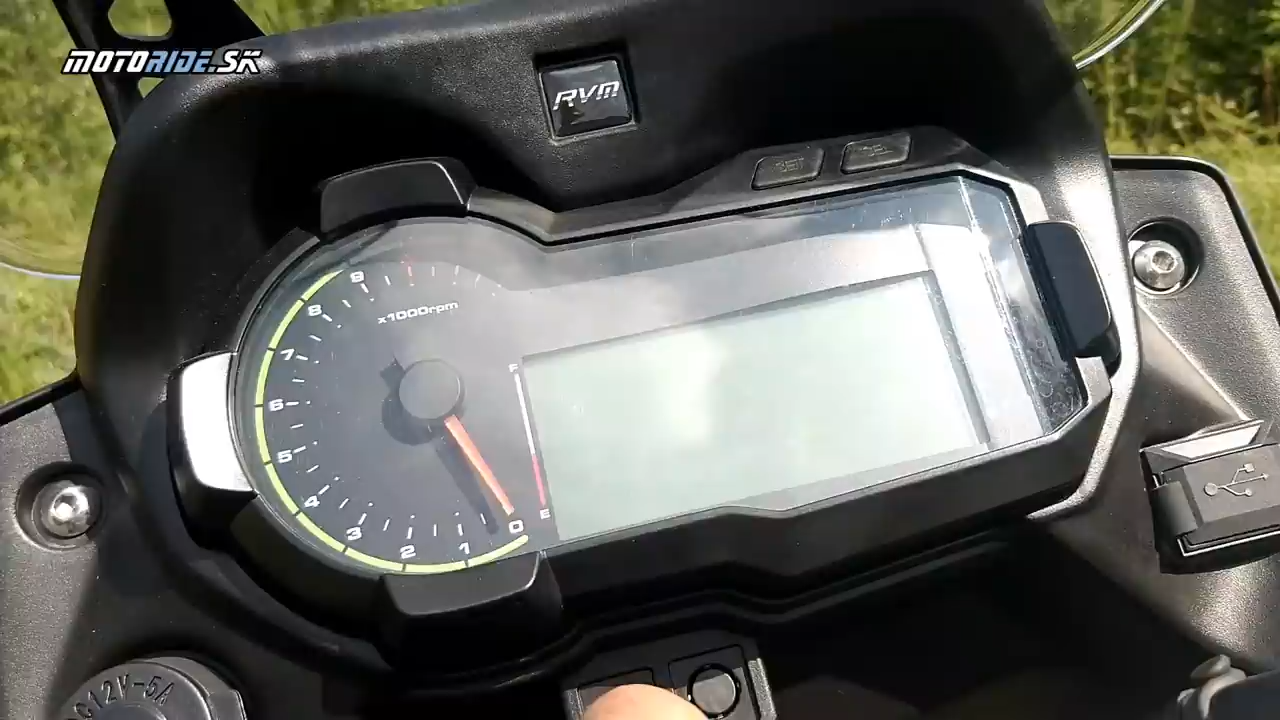 MOTORIDE.SK
RVM
SET
SEL
9
8
x1000rpm
7
F
6
5
4
0
E
3
2
1
DC12V-5A